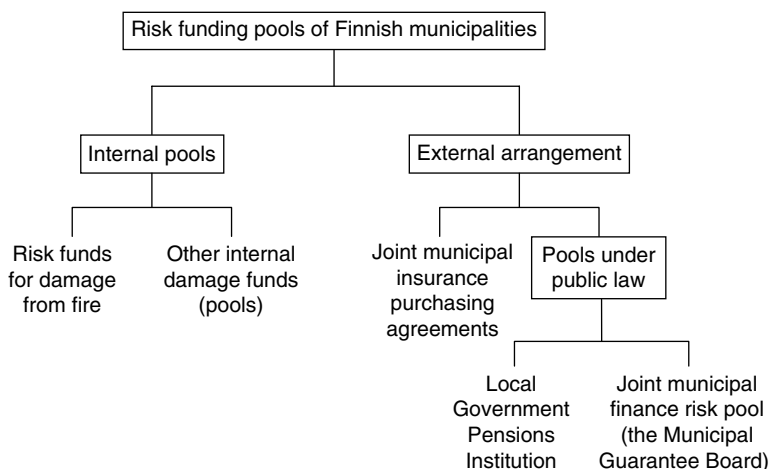 Risk funding pools of Finnish municipalities
Internal pools
External arrangement
Risk funds
for damage
from fire
Other internal
damage funds
(pools)
Joint municipal
insurance
purchasing
agreements
Pools under
public law
Local
Government
Pensions
Institution
Joint municipal
finance risk pool
(the Municipal
Guarantee Board)